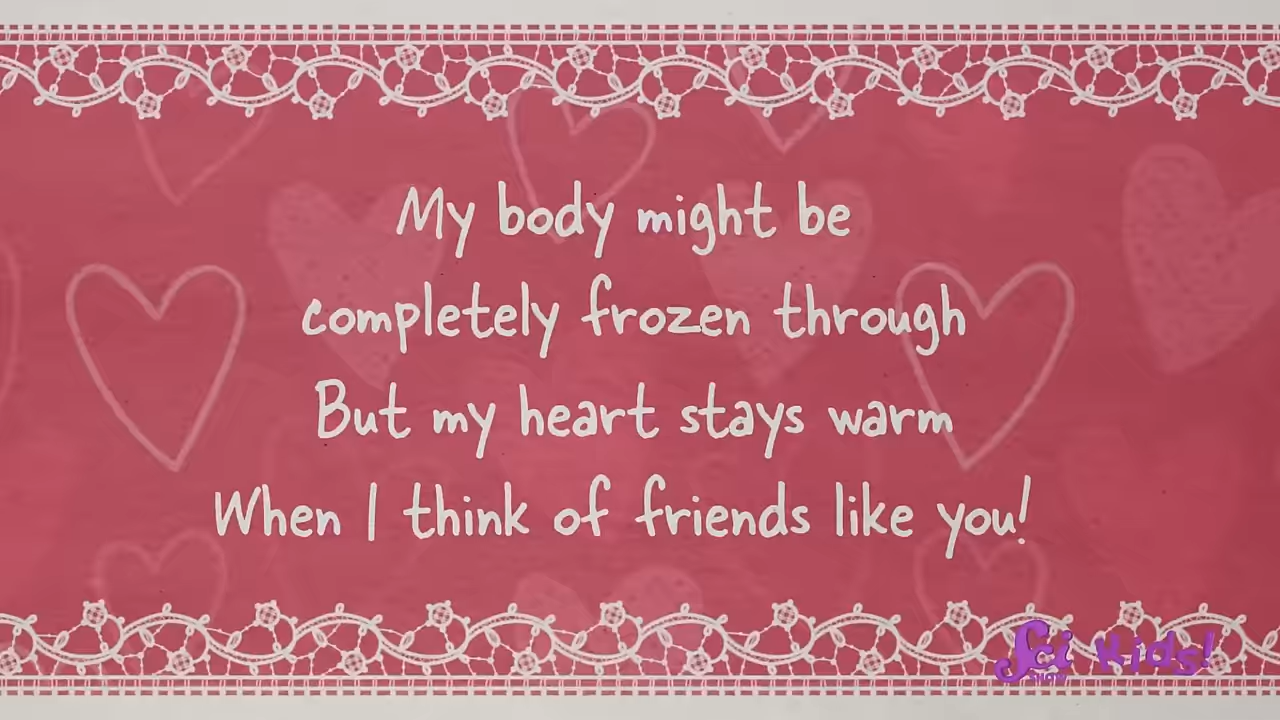 My body might be
completely frozen through
But my heart stays warm
When I think of friends like you!
Sci Kids!
SHOW